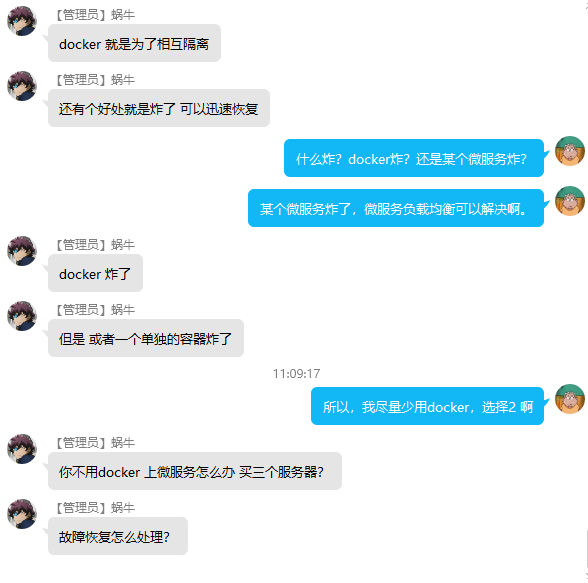 【管理员】蜗牛
docker 就是为了相互隔离
【管理员】蜗牛
还有个好处就是炸了 可以迅速恢复
什么炸？docker炸？还是某个微服务炸？
某个微服务炸了，微服务负载均衡可以解决啊。
【管理员】蜗牛
docker 炸了
【管理员】蜗牛
但是 或者一个单独的容器炸了
11:09:17
所以，我尽量少用docker，选择2 啊
【管理员】蜗牛
你不用docker 上微服务怎么办 买三个服务器？
【管理员】蜗牛
故障恢复怎么处理？